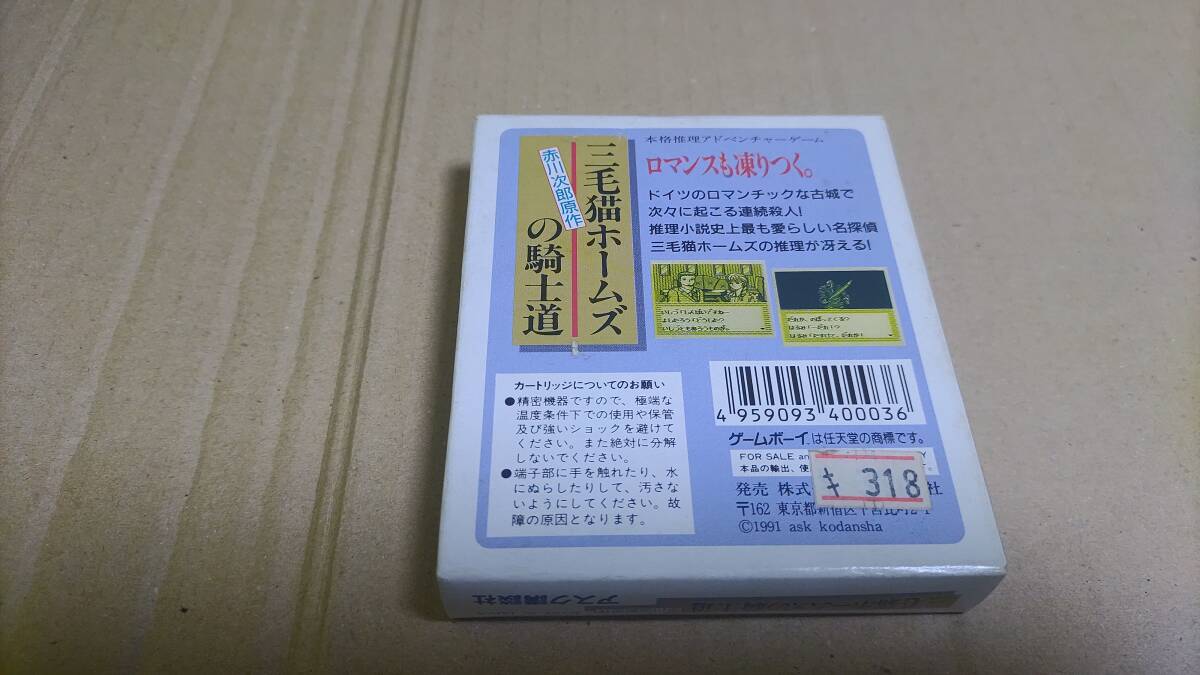 三毛猫ホームズ
の騎士道
赤川次郎原作
本格推理アドベンチャーゲーム
ロマンスも凍りつく。
ドイツのロマンチックな古城で
次々に起こる連続殺人!
推理小説史上最も愛らしい名探偵
三毛猫ホームズの推理が冴える!
カートリッジについてのお願い
●精密機器ですので、極端な
温度条件下での使用や保管
及び強いショックを避けて
ください。また絶対に分解
しないでください。
●端子部に手を触れたり、水
にぬらしたりして、汚さな
いようにしてください。故
障の原因となります。
4 959093 400036
ゲームボーイは任天堂の商標です。
FOR SALE
本品の輸出、使
¥ 318
発売 株式 社
〒162 東京都新宿区
©1991 ask kodansha
アスク講談社